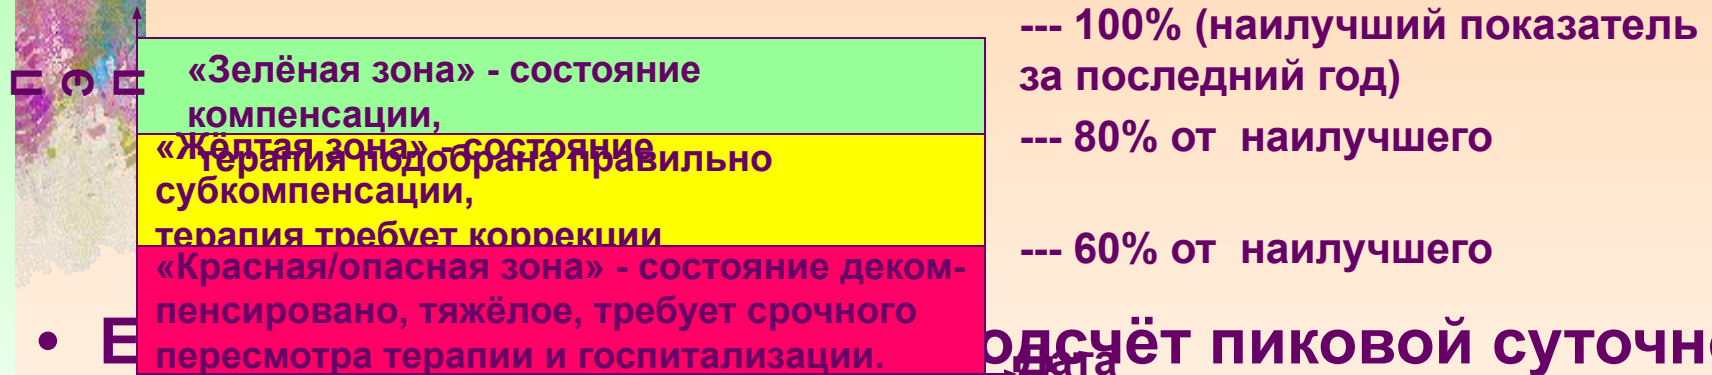 --- 100% (наилучший показатель
за последний год)
--- 80% от наилучшего
--- 60% от наилучшего
«Зелёная зона» - состояние
компенсации,
терапия подобрана правильно
«Жёлтая зона» - состояние
субкомпенсации,
терапия требует коррекции
«Красная/опасная зона» - состояние деком-
пенсировано, тяжёлое, требует срочного
пересмотра терапии и госпитализации.
ПЭП
Дата
пиковой